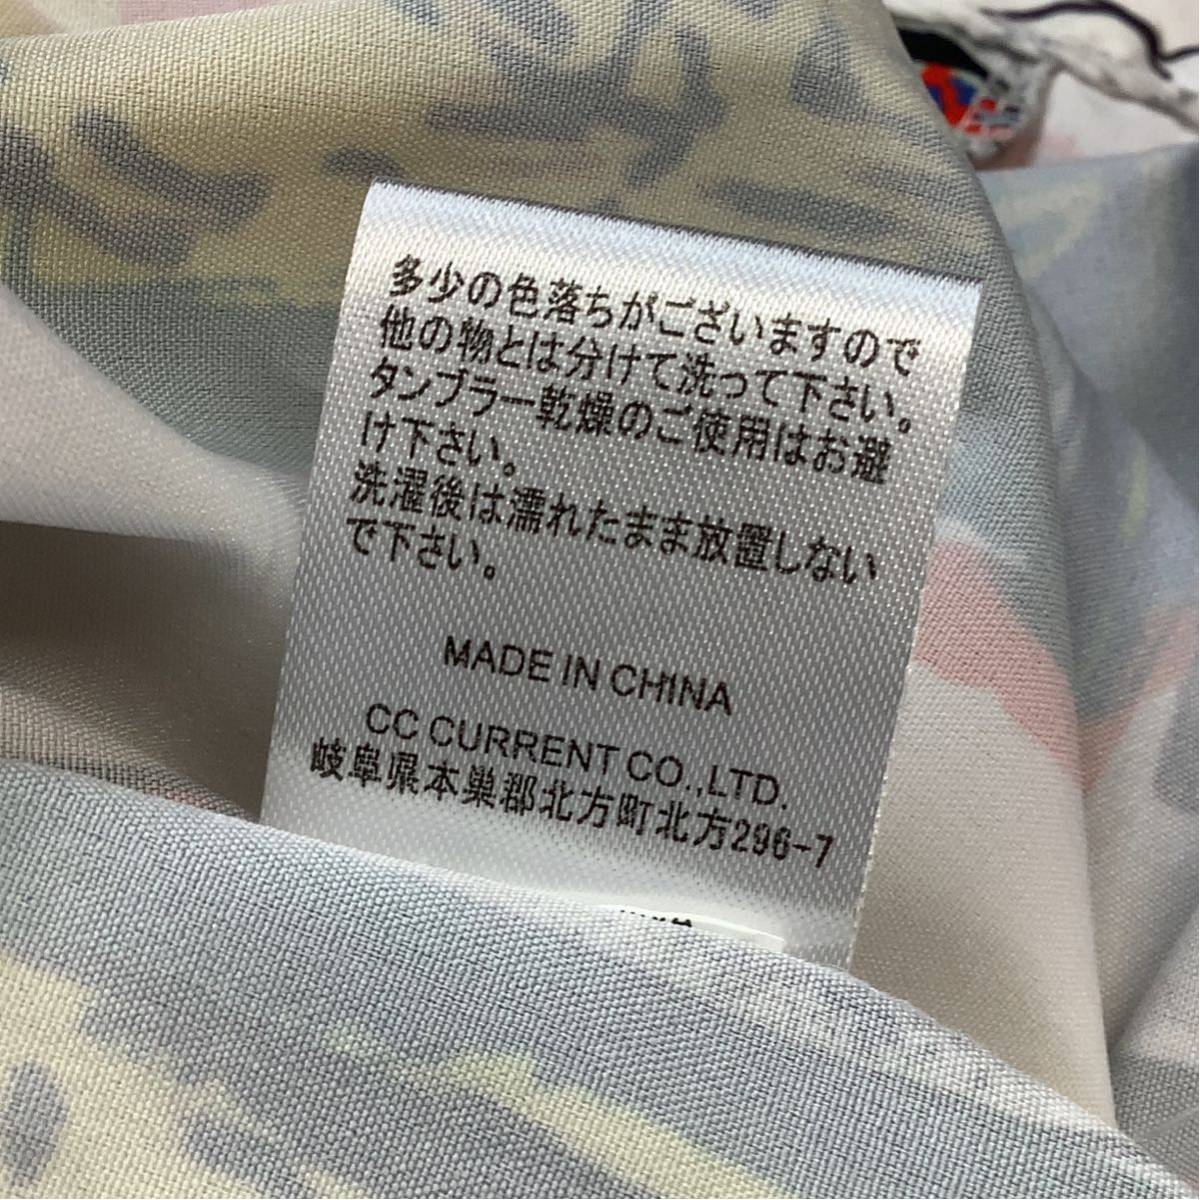 多少の色落ちがございますので
他の物とは分けて洗って下さい。
タンブラー乾燥のご使用はお避
け下さい。
洗濯後は濡れたまま放置しない
で下さい。
MADE IN CHINA
CC CURRENT CO.,LTD.
岐阜県本巣郡北方町北方296-7